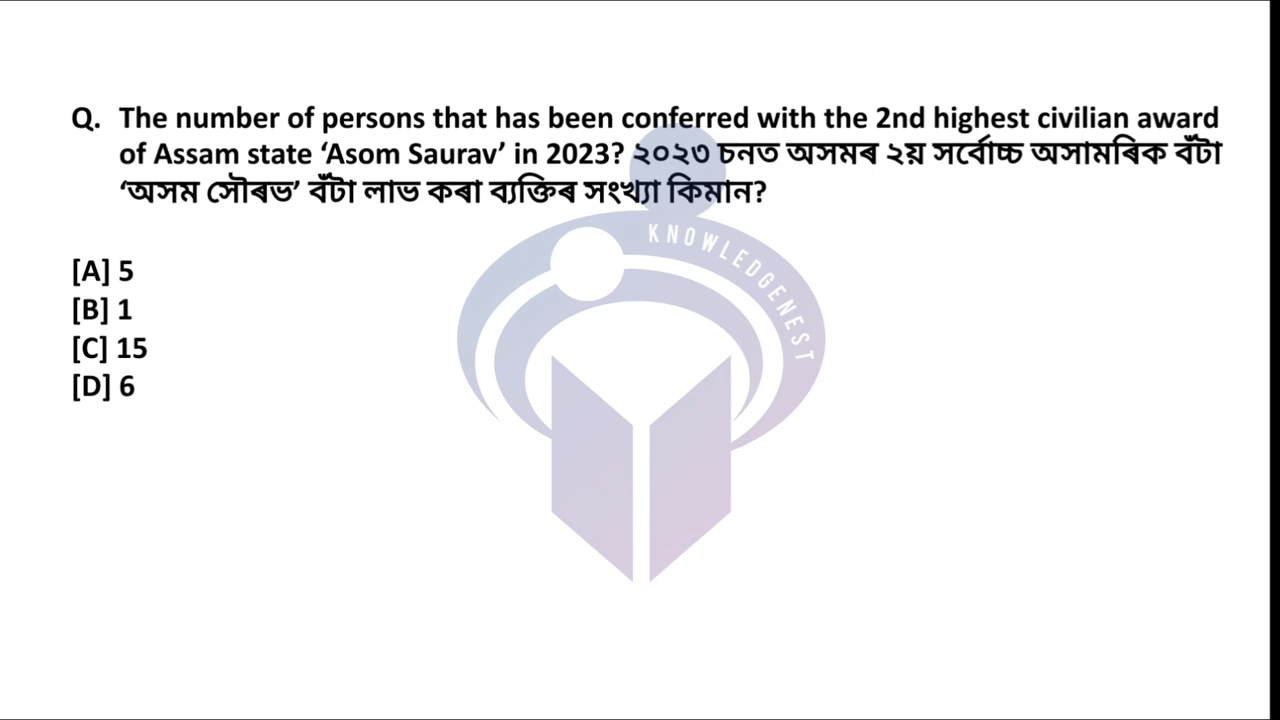 Q. The number of persons that has been conferred with the 2nd highest civilian award
of Assam state ‘Asom Saurav’ in 2023? ২০২৩ চনত অসমৰ ২য় সৰ্বোচ্চ অসামৰিক বঁটা
‘অসম সৌৰভ’ বঁটা লাভ কৰা ব্যক্তিৰ সংখ্যা কিমান?
[A] 5
[B] 1
[C] 15
[D] 6
KNOWLEDGENEST